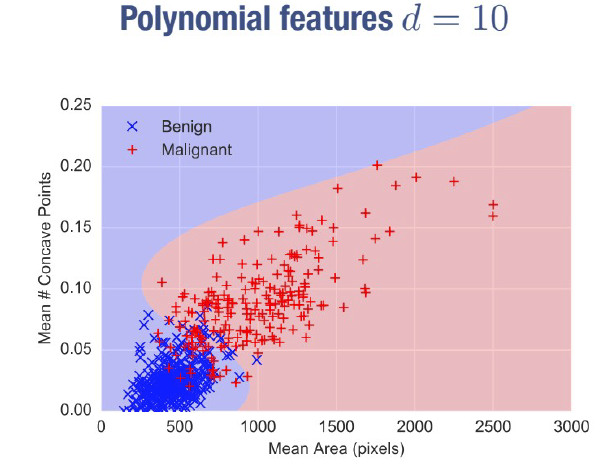 Polynomial features d = 10
0.25
Benign
Malignant
0.20
0.15
0.10
0.05
0.00
Mean # Concave Points
0 500 1000 1500 2000 2500 3000
Mean Area (pixels)